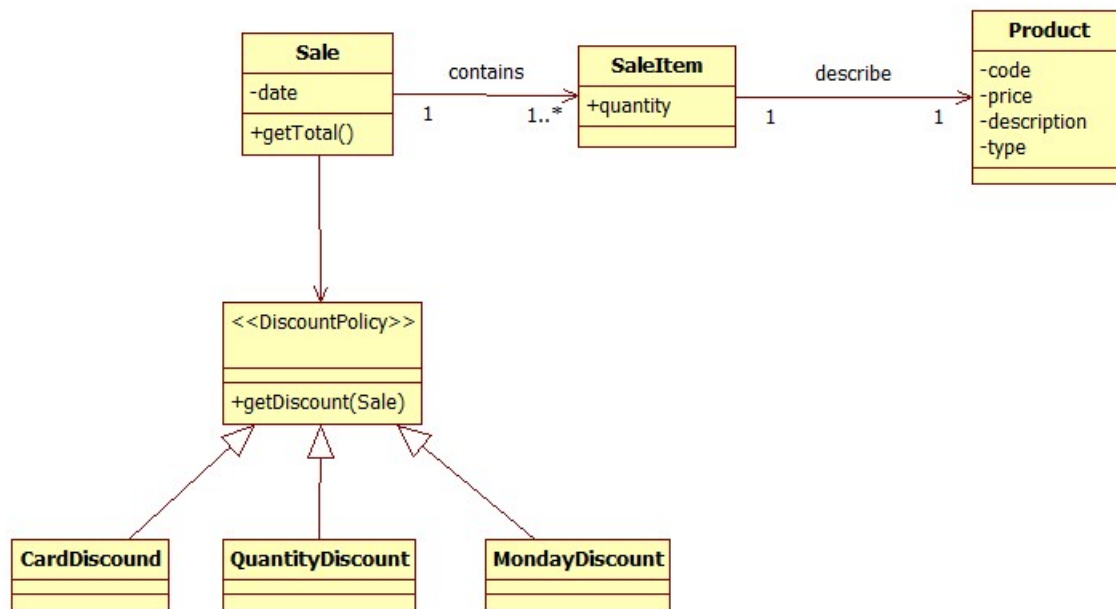 Sale
-date
+getTotal()
contains
1
1..*
SaleItem
+quantity
describe
1
1
Product
-code
-price
-description
-type
<<DiscountPolicy>>
+getDiscount(Sale)
CardDiscound
QuantityDiscount
MondayDiscount